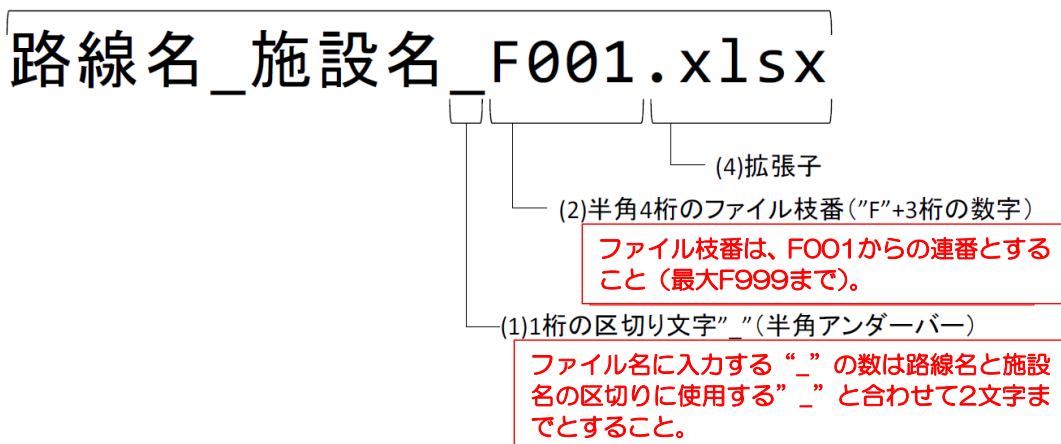 路線名_施設名_F001.xlsx
(4)拡張子
(2)半角4桁のファイル枝番(”F”+3桁の数字)
ファイル枝番は、F001からの連番とする
こと（最大F999まで）。
(1)1桁の区切り文字”_”(半角アンダーバー)
ファイル名に入力する“_”の数は路線名と施設
名の区切りに使用する”_”と合わせて2文字ま
でとすること。